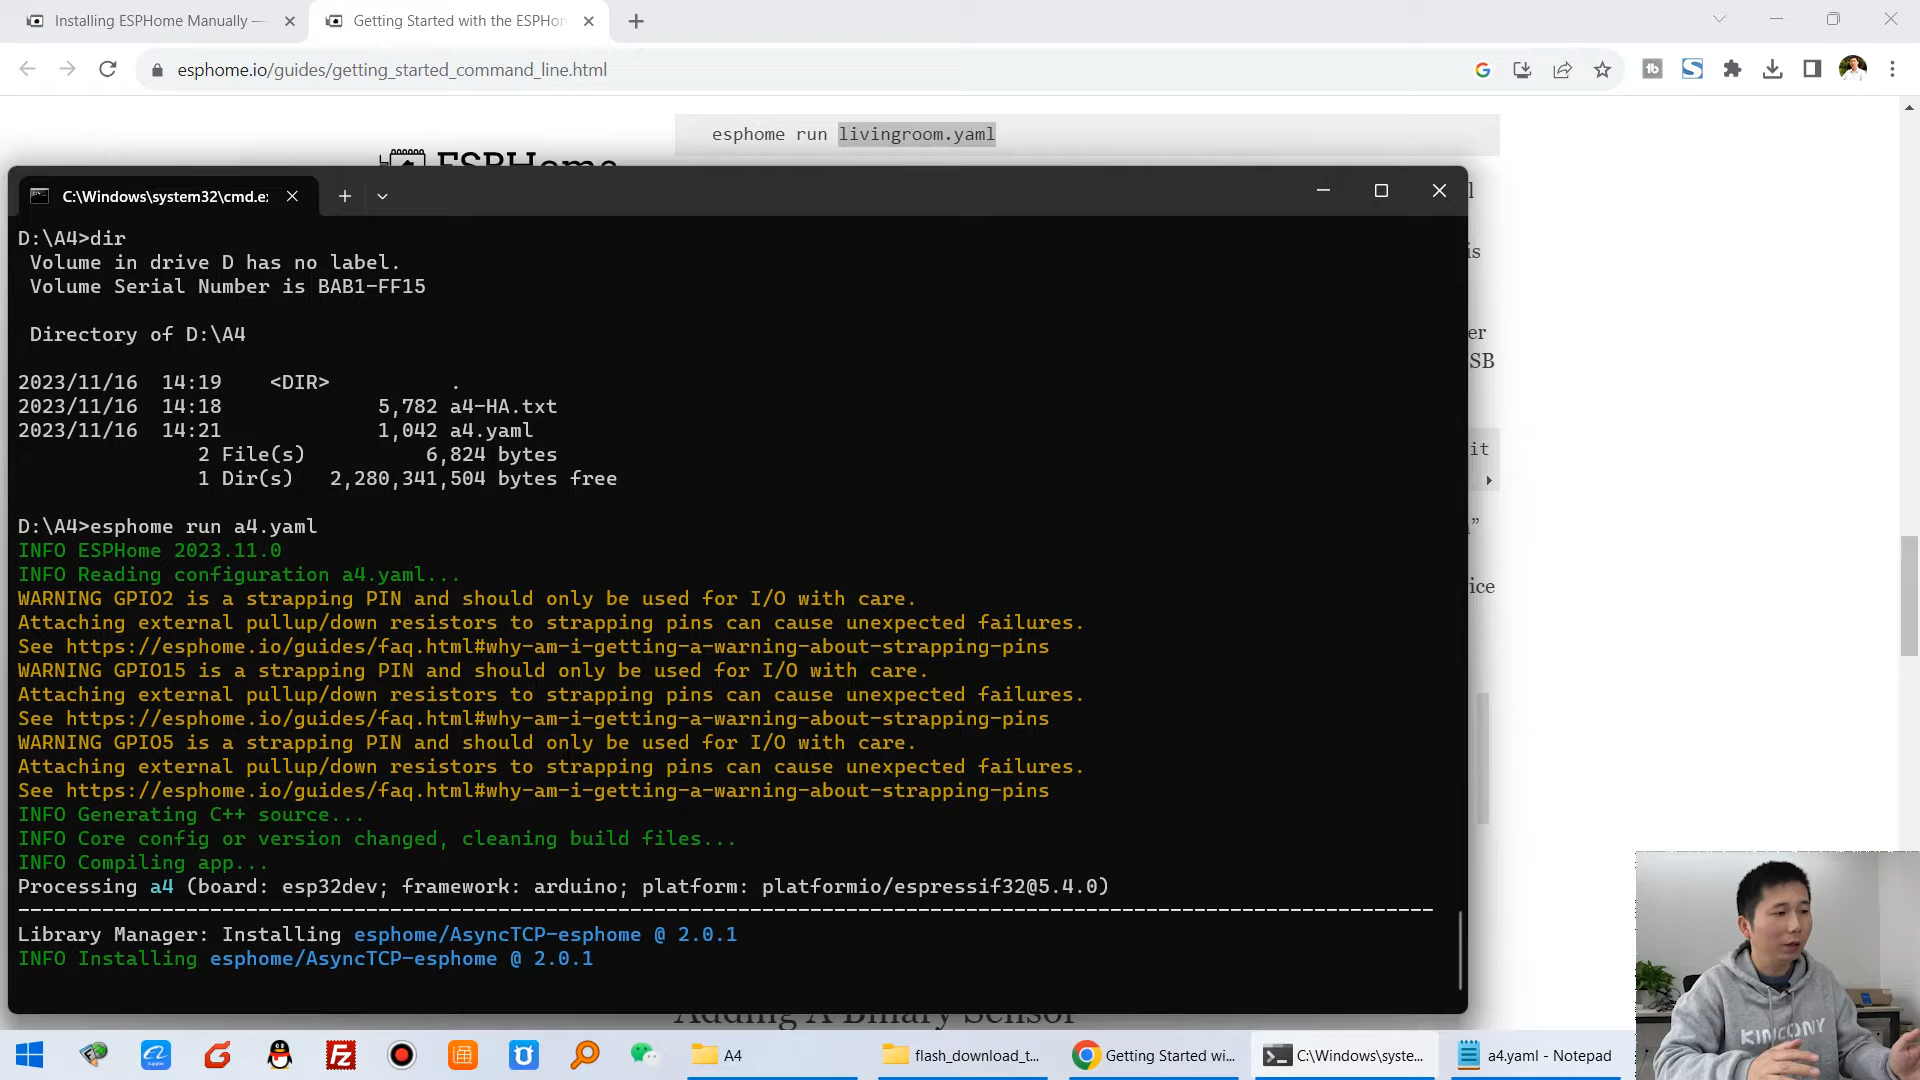 Installing ESPHome Manually —
Getting Started with the ESPHom
esphome.io/guides/getting_started_command_line.html
esphome run livingroom.yaml
ESPHome
C:\Windows\system32\cmd.e
l
is
er
SB
it
”
ice
D:\A4>dir
Volume in drive D has no label.
Volume Serial Number is BAB1-FF15
Directory of D:\A4
2023/11/16  14:19    <DIR>          .
2023/11/16  14:18             5,782 a4-HA.txt
2023/11/16  14:21             1,042 a4.yaml
2 File(s)          6,824 bytes
1 Dir(s)   2,280,341,504 bytes free
D:\A4>esphome run a4.yaml
INFO ESPHome 2023.11.0
INFO Reading configuration a4.yaml...
WARNING GPIO2 is a strapping PIN and should only be used for I/O with care.
Attaching external pullup/down resistors to strapping pins can cause unexpected failures.
See https://esphome.io/guides/faq.html#why-am-i-getting-a-warning-about-strapping-pins
WARNING GPIO15 is a strapping PIN and should only be used for I/O with care.
Attaching external pullup/down resistors to strapping pins can cause unexpected failures.
See https://esphome.io/guides/faq.html#why-am-i-getting-a-warning-about-strapping-pins
WARNING GPIO5 is a strapping PIN and should only be used for I/O with care.
Attaching external pullup/down resistors to strapping pins can cause unexpected failures.
See https://esphome.io/guides/faq.html#why-am-i-getting-a-warning-about-strapping-pins
INFO Generating C++ source...
INFO Core config or version changed, cleaning build files...
INFO Compiling app...
Processing a4 (board: esp32dev; framework: arduino; platform: platformio/espressif32@5.4.0)
Library Manager: Installing esphome/AsyncTCP-esphome @ 2.0.1
INFO Installing esphome/AsyncTCP-esphome @ 2.0.1
Adding A Binary Sensor
KINCONY
A4
flash_download_t...
Getting Started wi...
C:\Windows\syste...
a4.yaml - Notepad